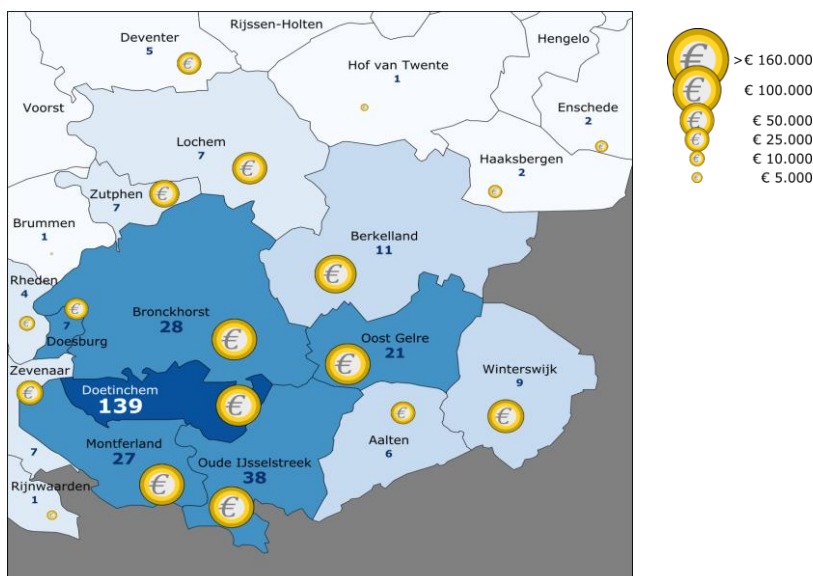 Rijssen-Holten
Deventer
5
Hengelo
Hof van Twente
1
Voorst
Enschede
2
Lochem
7
Haaksbergen
2
Zutphen
7
Brummen
1
Berkelland
11
Rheden
4
Bronckhorst
28
7
Doesburg
Oost Gelre
21
Zevenaar
Winterswijk
9
Doetinchem
139
Aalten
6
Montferland
27
7
Oude IJsselstreek
38
Rijnwaarden
1
>€ 160.000
€ 100.000
€ 50.000
€ 25.000
€ 10.000
€ 5.000